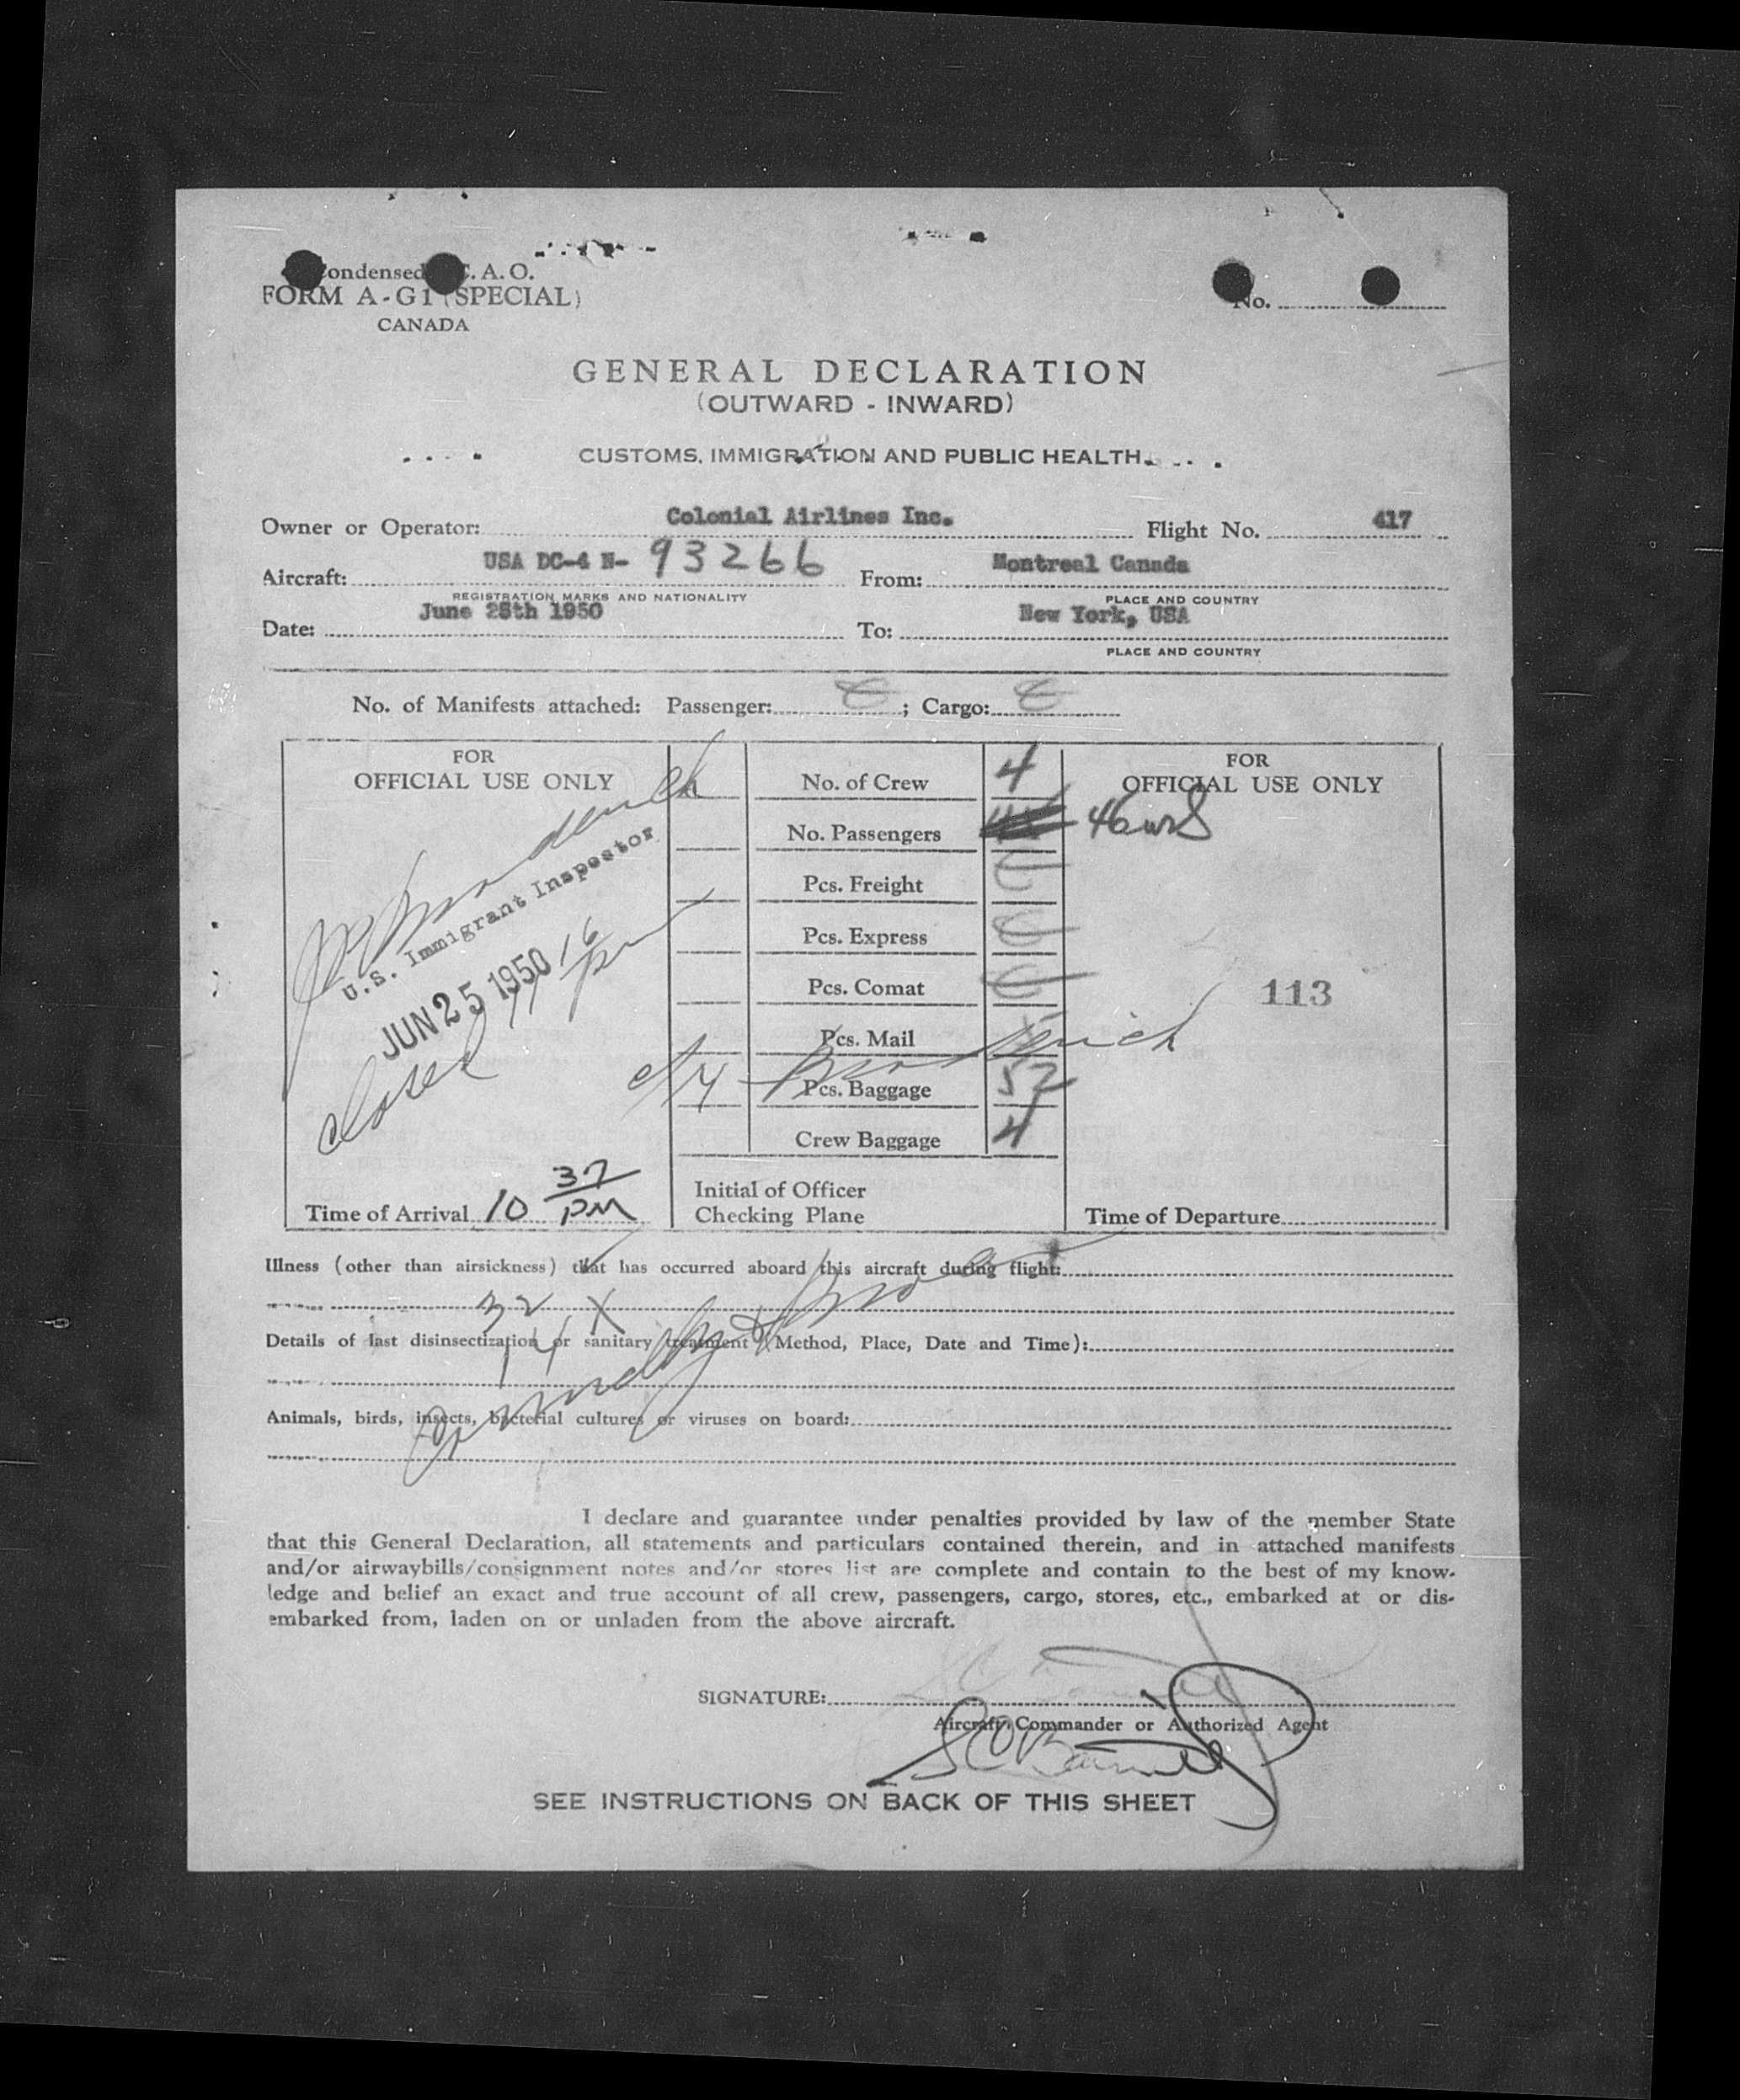 Condensed I.C.A.O.
FORM A-G1 (SPECIAL)
CANADA
No.
GENERAL DECLARATION
(OUTWARD - INWARD)
CUSTOMS, IMMIGRATION AND PUBLIC HEALTH
Owner or Operator: Colonial Airlines Inc. Flight No. 417
Aircraft: USA DC-4 N- 93266 From: Montreal Canada
REGISTRATION MARKS AND NATIONALITY PLACE AND COUNTRY
Date: June 25th 1950 To: New York, USA
PLACE AND COUNTRY
No. of Manifests attached: Passenger: ; Cargo:
FOR
OFFICIAL USE ONLY
U.S. Immigrant Inspector
JUN 25 1950
closed 11 16 pm
Time of Arrival 10 37 PM
No. of Crew 4
No. Passengers
Pcs. Freight
Pcs. Express
Pcs. Comat
Pcs. Mail
Pcs. Baggage 52
Crew Baggage 4
Initial of Officer
Checking Plane
FOR
OFFICIAL USE ONLY
46
113
Time of Departure
Illness (other than airsickness) that has occurred aboard this aircraft during flight:
32 X
14
Details of last disinsectization or sanitary treatment (Method, Place, Date and Time):
Animals, birds, insects, bacterial cultures or viruses on board:
I declare and guarantee under penalties provided by law of the member State
that this General Declaration, all statements and particulars contained therein, and in attached manifests
and/or airwaybills/consignment notes and/or stores list are complete and contain to the best of my know-
ledge and belief an exact and true account of all crew, passengers, cargo, stores, etc., embarked at or dis-
embarked from, laden on or unladen from the above aircraft.
SIGNATURE:
Aircraft Commander or Authorized Agent
SEE INSTRUCTIONS ON BACK OF THIS SHEET